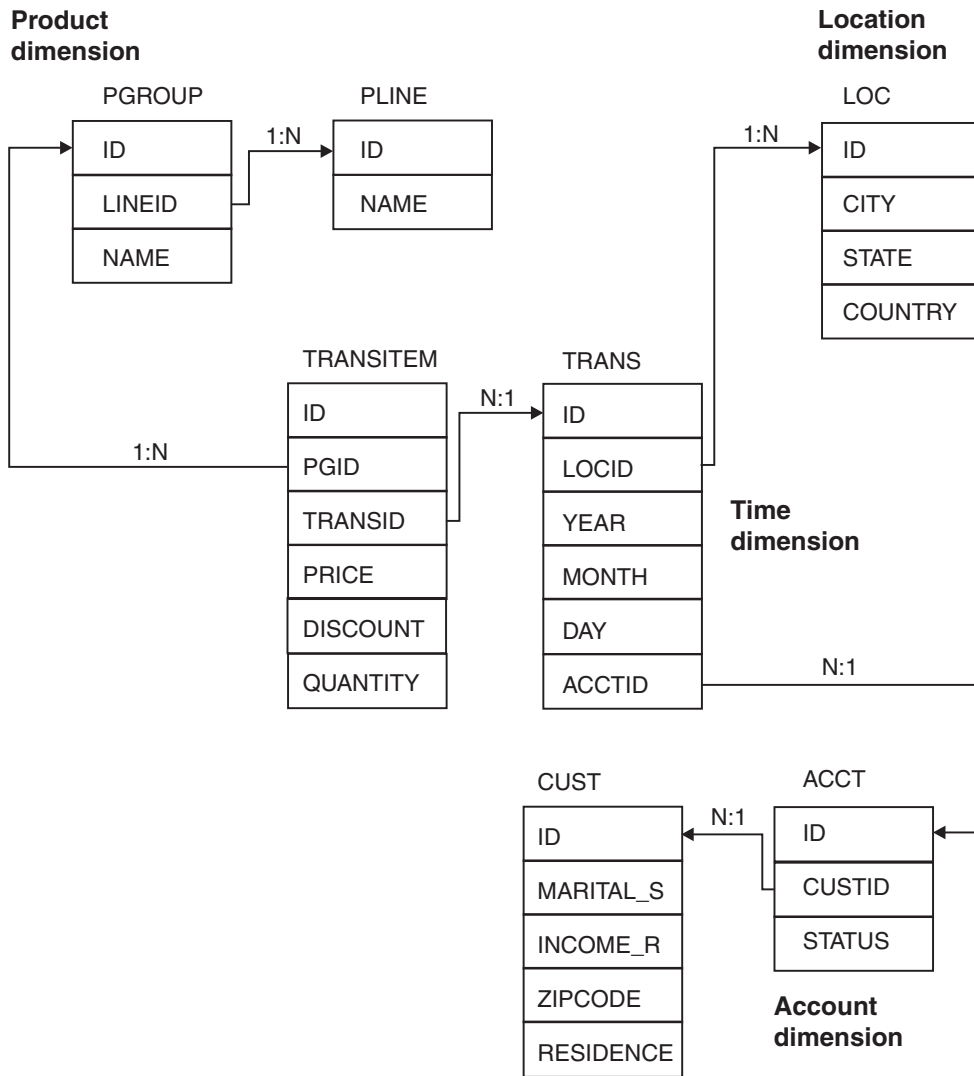 Product
dimension
Location
dimension
PGROUP
ID
LINEID
NAME
1:N
PLINE
ID
NAME
1:N
LOC
ID
CITY
STATE
COUNTRY
1:N
TRANSITEM
ID
PGID
TRANSID
PRICE
DISCOUNT
QUANTITY
N:1
TRANS
ID
LOCID
YEAR
MONTH
DAY
ACCTID
Time
dimension
N:1
CUST
ID
MARITAL_S
INCOME_R
ZIPCODE
RESIDENCE
N:1
ACCT
ID
CUSTID
STATUS
Account
dimension